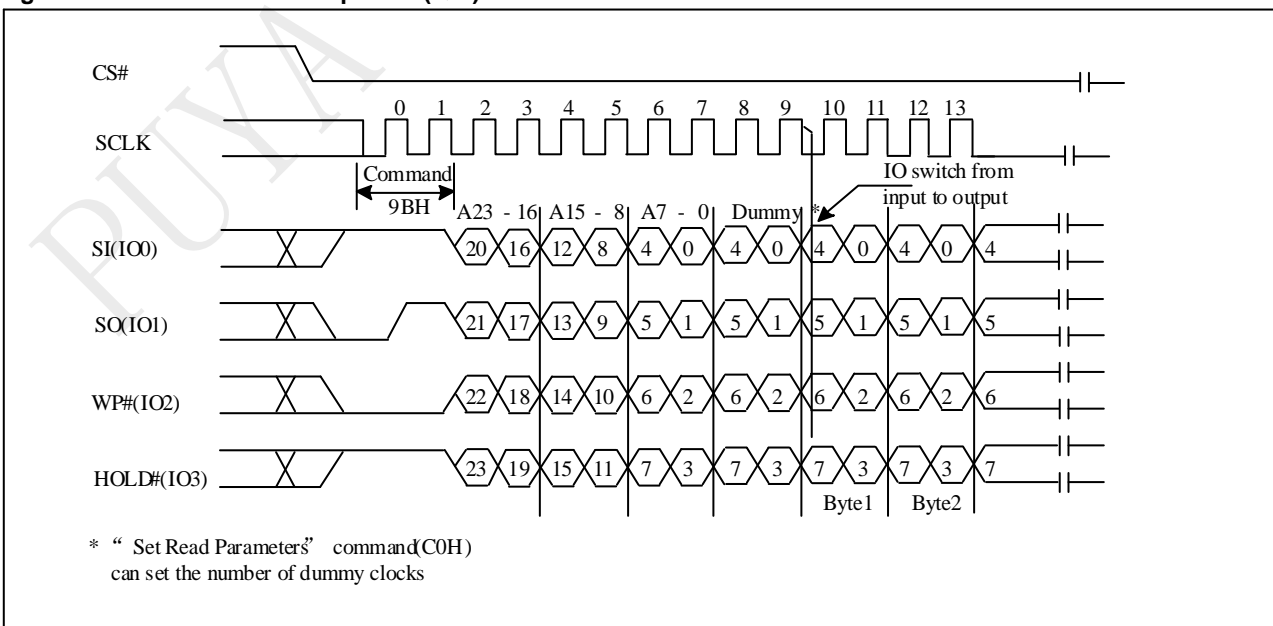 PUYA
CS#
0 1 2 3 4 5 6 7 8 9 10 11 12 13
SCLK
Command
IO switch from
input to output
9BH
A23 - 16 A15 - 8 A7 - 0 Dummy *
SI(IO0) 20 16 12 8 4 0 4 0 4 0 4 0 4
SO(IO1) 21 17 13 9 5 1 5 1 5 1 5 1 5
WP#(IO2) 22 18 14 10 6 2 6 2 6 2 6 2 6
HOLD#(IO3) 23 19 15 11 7 3 7 3 7 3 7 3 7
Byte1 Byte2
* “ Set Read Parameters” command(C0H)
can set the number of dummy clocks